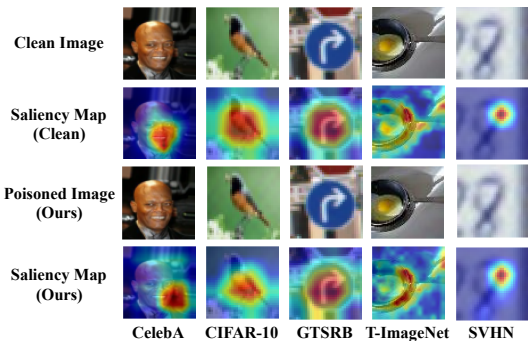 Clean Image
Saliency Map
(Clean)
Poisoned Image
(Ours)
Saliency Map
(Ours)
CelebA CIFAR-10 GTSRB T-ImageNet SVHN